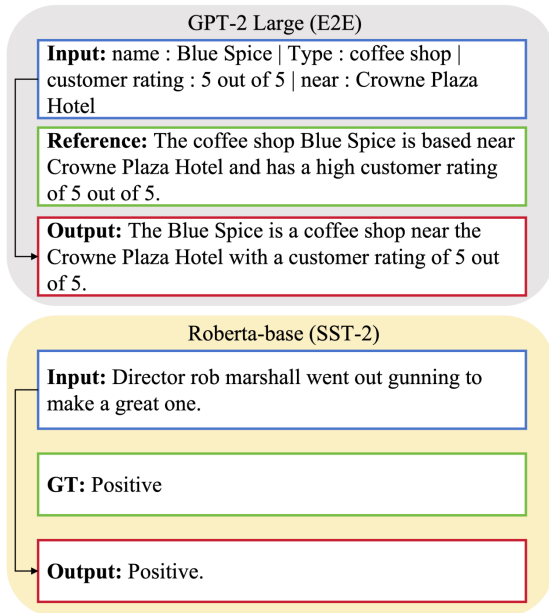 GPT-2 Large (E2E)
Input: name : Blue Spice | Type : coffee shop |
customer rating : 5 out of 5 | near : Crowne Plaza
Hotel
Reference: The coffee shop Blue Spice is based near
Crowne Plaza Hotel and has a high customer rating
of 5 out of 5.
Output: The Blue Spice is a coffee shop near the
Crowne Plaza Hotel with a customer rating of 5 out
of 5.
Roberta-base (SST-2)
Input: Director rob marshall went out gunning to
make a great one.
GT: Positive
Output: Positive.